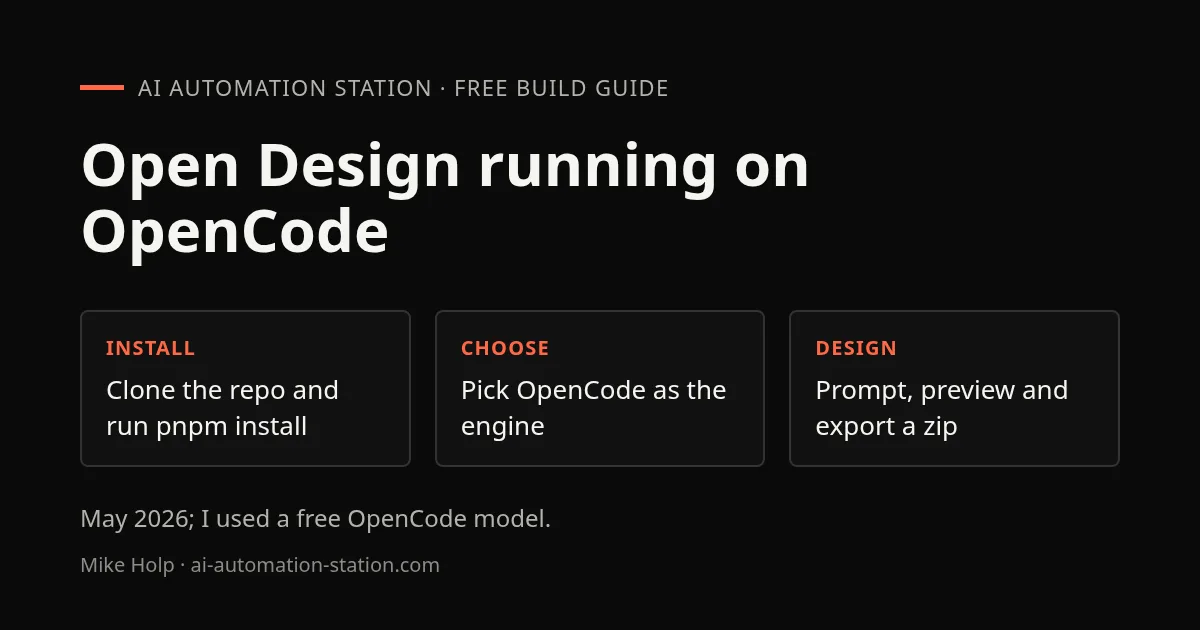 AI AUTOMATION STATION · FREE BUILD GUIDE
Open Design running on
OpenCode
INSTALL
Clone the repo and
run pnpm install
CHOOSE
Pick OpenCode as the
engine
DESIGN
Prompt, preview and
export a zip
May 2026; I used a free OpenCode model.
Mike Holp · ai-automation-station.com